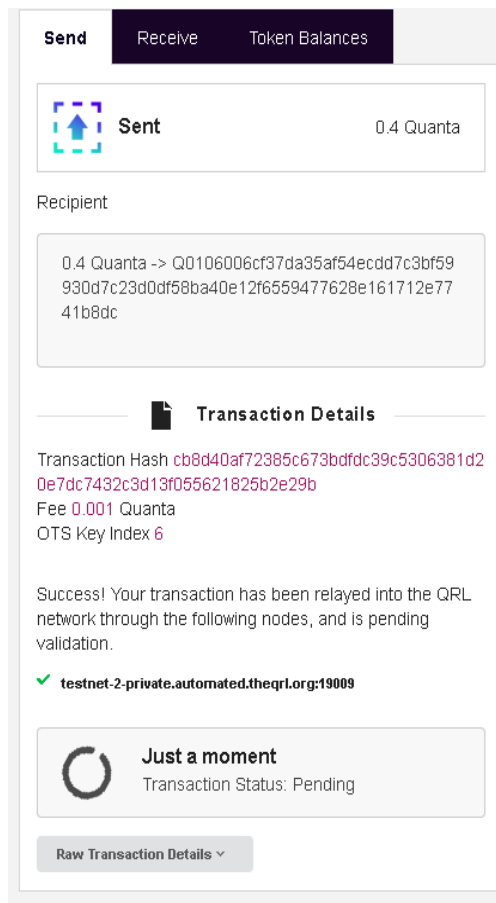 Send Receive Token Balances
Sent 0.4 Quanta
Recipient
0.4 Quanta -> Q0106006cf37da35af54ecdd7c3bf59
930d7c23d0df58ba40e12f6559477628e161712e77
41b8dc
Transaction Details
Transaction Hash cb8d40af72385c673bdfdc39c5306381d2
0e7dc7432c3d13f055621825b2e29b
Fee 0.001 Quanta
OTS Key Index 6
Success! Your transaction has been relayed into the QRL
network through the following nodes, and is pending
validation.
testnet-2-private.automated.theqrl.org:19009
Just a moment
Transaction Status: Pending
Raw Transaction Details